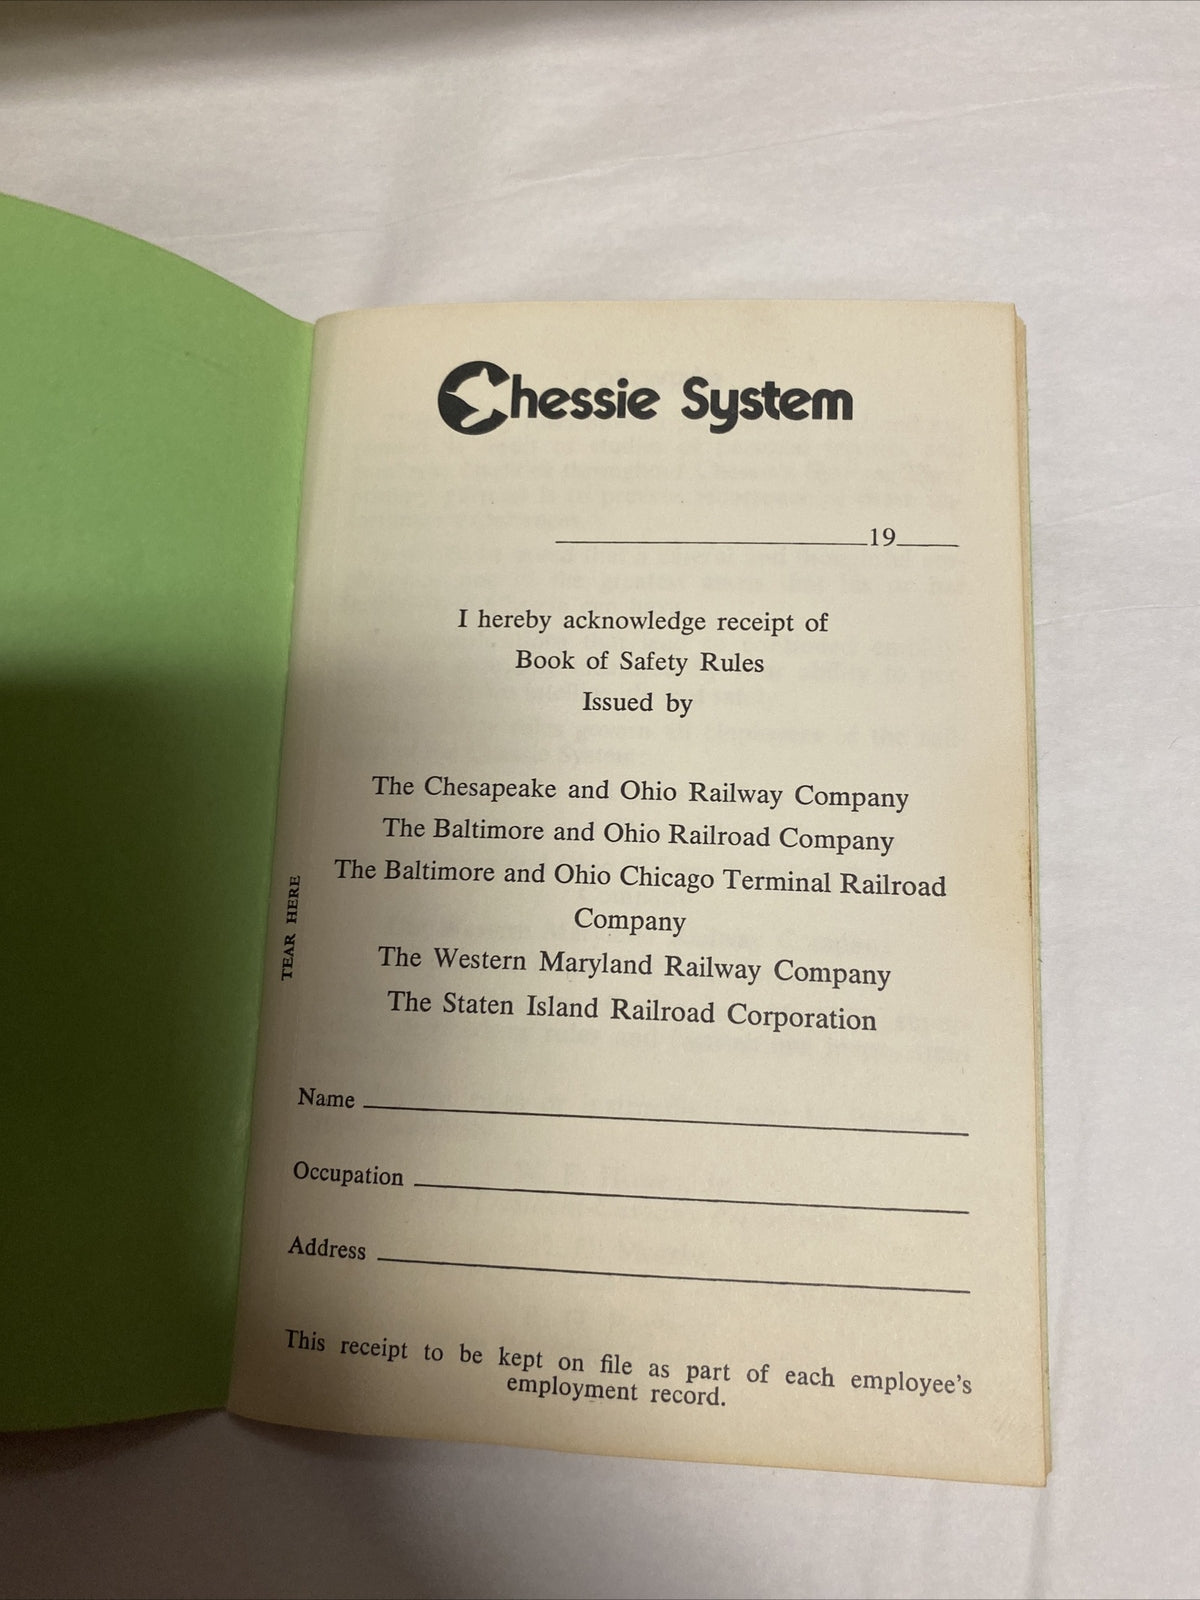 Chessie System
____________________19____
I hereby acknowledge receipt of
Book of Safety Rules
Issued by
The Chesapeake and Ohio Railway Company
The Baltimore and Ohio Railroad Company
The Baltimore and Ohio Chicago Terminal Railroad
Company
The Western Maryland Railway Company
The Staten Island Railroad Corporation
TEAR HERE
Name
Occupation
Address
This receipt to be kept on file as part of each employee's
employment record.